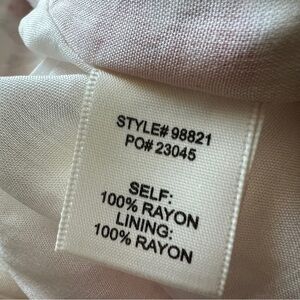 STYLE# 98821
PO# 23045
SELF:
100% RAYON
LINING:
100% RAYON